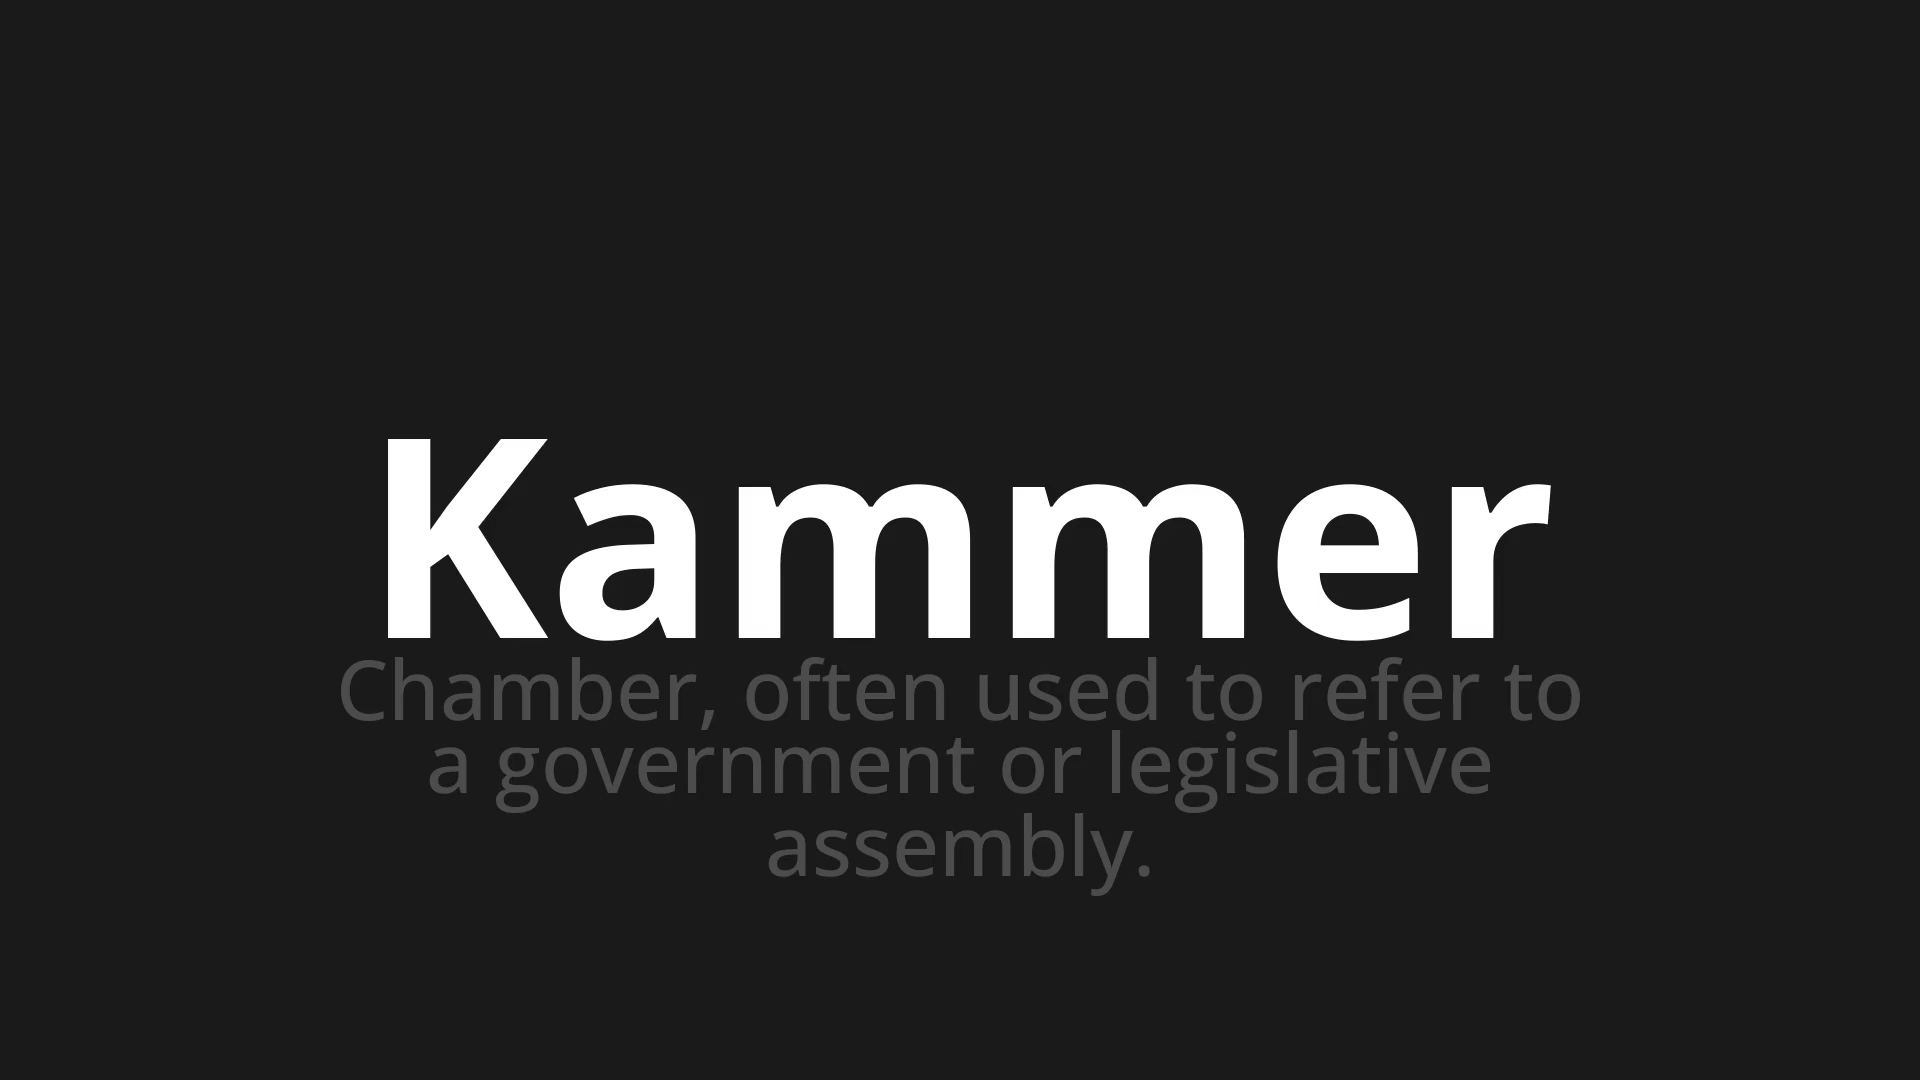 Kammer
Chamber, often used to refer to
a government or legislative
assembly.